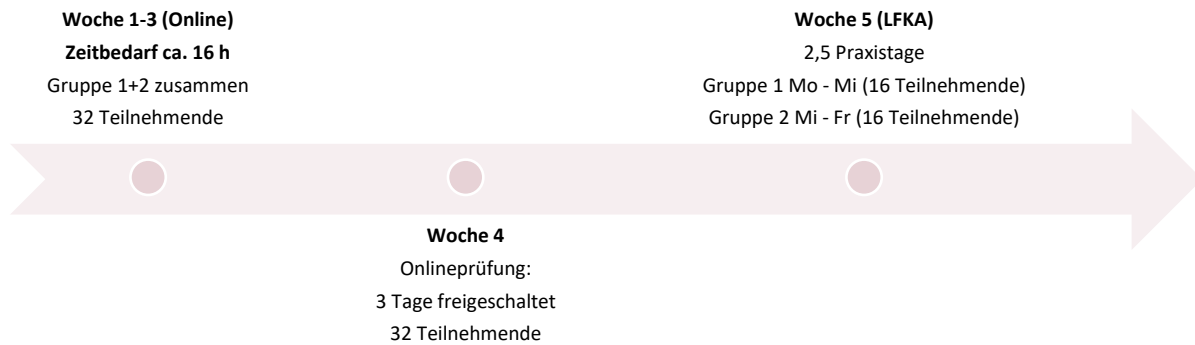 Woche 1-3 (Online)
Zeitbedarf ca. 16 h
Gruppe 1+2 zusammen
32 Teilnehmende
Woche 5 (LFKA)
2,5 Praxistage
Gruppe 1 Mo - Mi (16 Teilnehmende)
Gruppe 2 Mi - Fr (16 Teilnehmende)
Woche 4
Onlineprüfung:
3 Tage freigeschaltet
32 Teilnehmende